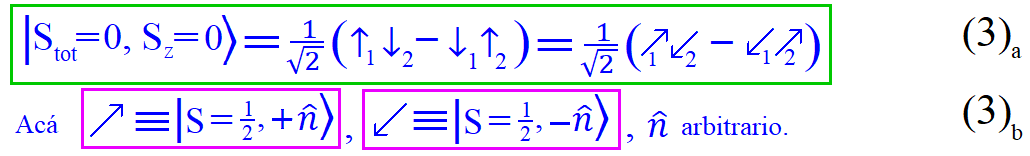 |S_tot=0, S_z=0⟩ = 1/√2 (↑₁↓₂ − ↓₁↑₂) = 1/√2 (↗₁↙₂ − ↙₁↗₂) (3)_a
Acá ↗ ≡ |S = 1/2, +n̂⟩ , ↙ ≡ |S = 1/2, −n̂⟩ , n̂ arbitrario. (3)_b